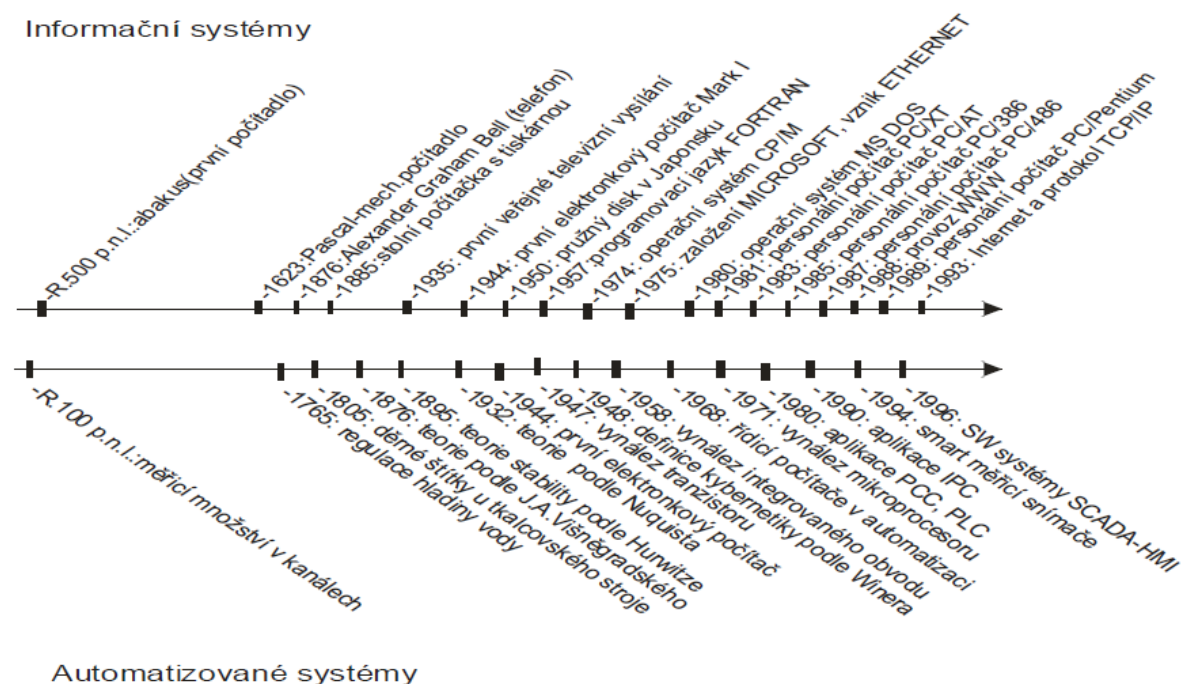 Informační systémy
-R.500 p.n.l.:abakus(první počítadlo)
-1623:Pascal-mech.počítadlo
-1876:Alexander Graham Bell (telefon)
-1885:stolní počítačka s tiskárnou
-1935: první veřejné televizní vysílání
-1944: první elektronkový počítač Mark I
-1950: pružný disk v Japonsku
-1957:programovací jazyk FORTRAN
-1974: operační systém CP/M
-1975: založení MICROSOFT, vznik ETHERNET
-1980: operační systém MS DOS
-1981: personální počítač PC/XT
-1983: personální počítač PC/AT
-1985: personální počítač PC/386
-1987: personální počítač PC/486
-1988: provoz WWW
-1989: personální počítač PC/Pentium
-1993: Internet a protokol TCP/IP
-R.100 p.n.l.:měřicí množství v kanálech
-1765: regulace hladiny vody
-1805: děrné štítky u tkalcovského stroje
-1876: teorie podle J.A.Višněgradského
-1895: teorie stability podle Hurwitze
-1932: teorie podle Nuquista
-1944: první elektronkový počítač
-1947: vynález tranzistoru
-1948: definice kybernetiky podle Winera
-1958: vynález integrovaného obvodu
-1968: řídicí počítače v automatizaci
-1971: vynález mikroprocesoru
-1980: aplikace PCC, PLC
-1990: aplikace IPC
-1994: smart měřicí snímače
-1996: SW systémy SCADA-HMI
Automatizované systémy